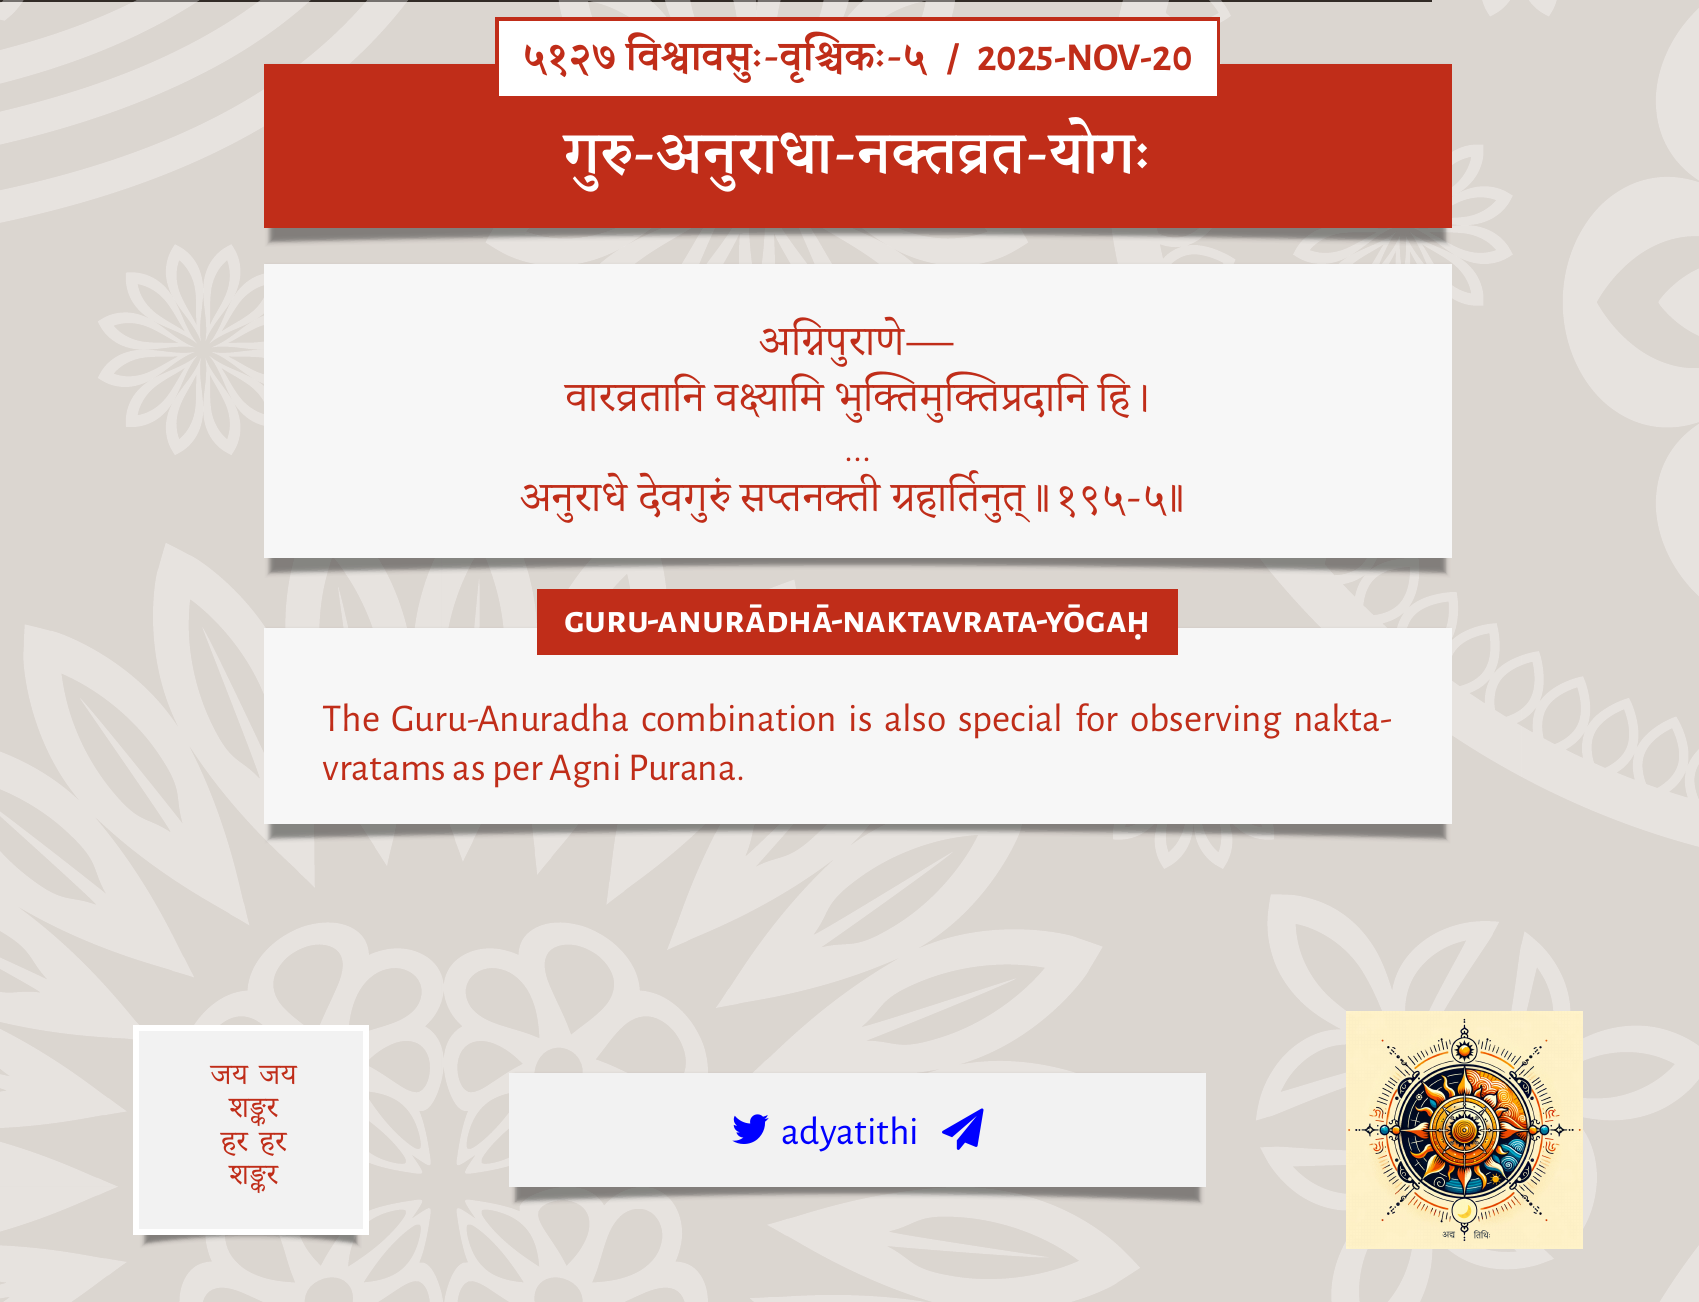 ५१२७ विश्वावसुः-वृश्चिकः-५ / 2025-NOV-20
गुरु-अनुराधा-नक्तव्रत-योगः
अग्निपुराणे—
वारव्रतानि वक्ष्यामि भुक्तिमुक्तिप्रदानि हि।
...
अनुराधे देवगुरुं सप्तनक्ती ग्रहार्तिनुत्॥१९५-५॥
GURU-ANURĀDHĀ-NAKTAVRATA-YŌGAḤ
The Guru-Anuradha combination is also special for observing nakta-
vratams as per Agni Purana.
जय जय
शङ्कर
हर हर
शङ्कर
adyatithi
अद्य तिथिः